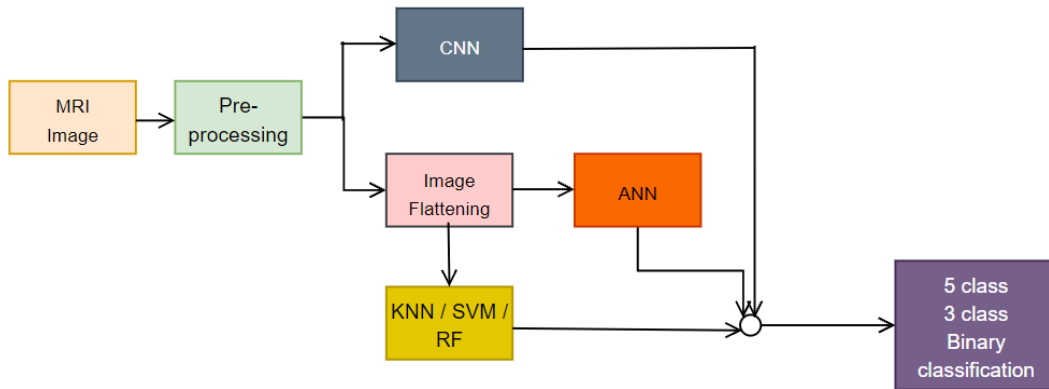 CNN
MRI
Image
Pre-
processing
Image
Flattening
ANN
KNN / SVM /
RF
5 class
3 class
Binary
classification